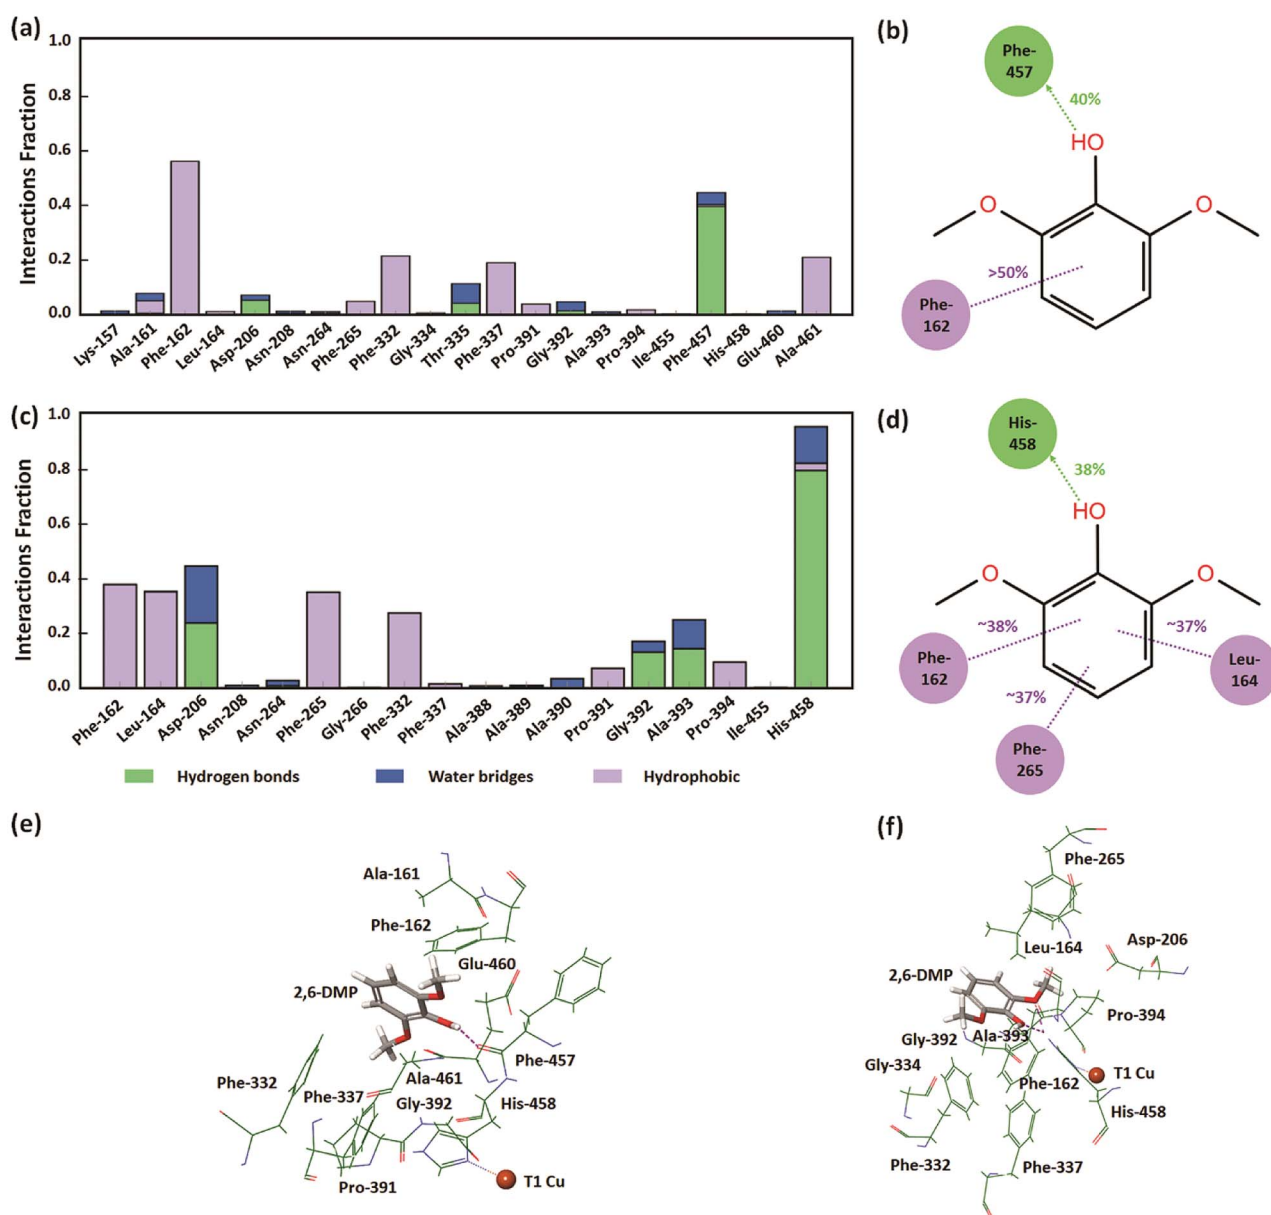 (a)
1.0
0.8
0.6
0.4
0.2
0.0
Interactions Fraction
Lys-157
Ala-161
Phe-162
Leu-164
Asp-206
Asn-208
Asn-264
Phe-265
Phe-332
Gly-334
Thr-335
Phe-337
Pro-391
Gly-392
Ala-393
Pro-394
Ile-455
Phe-457
His-458
Glu-460
Ala-461
(b)
Phe-
457
40%
HO
O
O
>50%
Phe-
162
(c)
1.0
0.8
0.6
0.4
0.2
0.0
Interactions Fraction
Phe-162
Leu-164
Asp-206
Asn-208
Asn-264
Phe-265
Gly-266
Phe-332
Phe-337
Ala-388
Ala-389
Ala-390
Pro-391
Gly-392
Ala-393
Pro-394
Ile-455
His-458
Hydrogen bonds
Water bridges
Hydrophobic
(d)
His-
458
38%
HO
O
O
~38%
~37%
Phe-
162
Leu-
164
~37%
Phe-
265
(e)
Ala-161
Phe-162
Glu-460
2,6-DMP
Phe-457
Ala-461
Phe-332
Phe-337
Gly-392
His-458
Pro-391
T1 Cu
(f)
Phe-265
Leu-164
Asp-206
2,6-DMP
Pro-394
Gly-392
Ala-393
Gly-334
Phe-162
T1 Cu
His-458
Phe-332
Phe-337